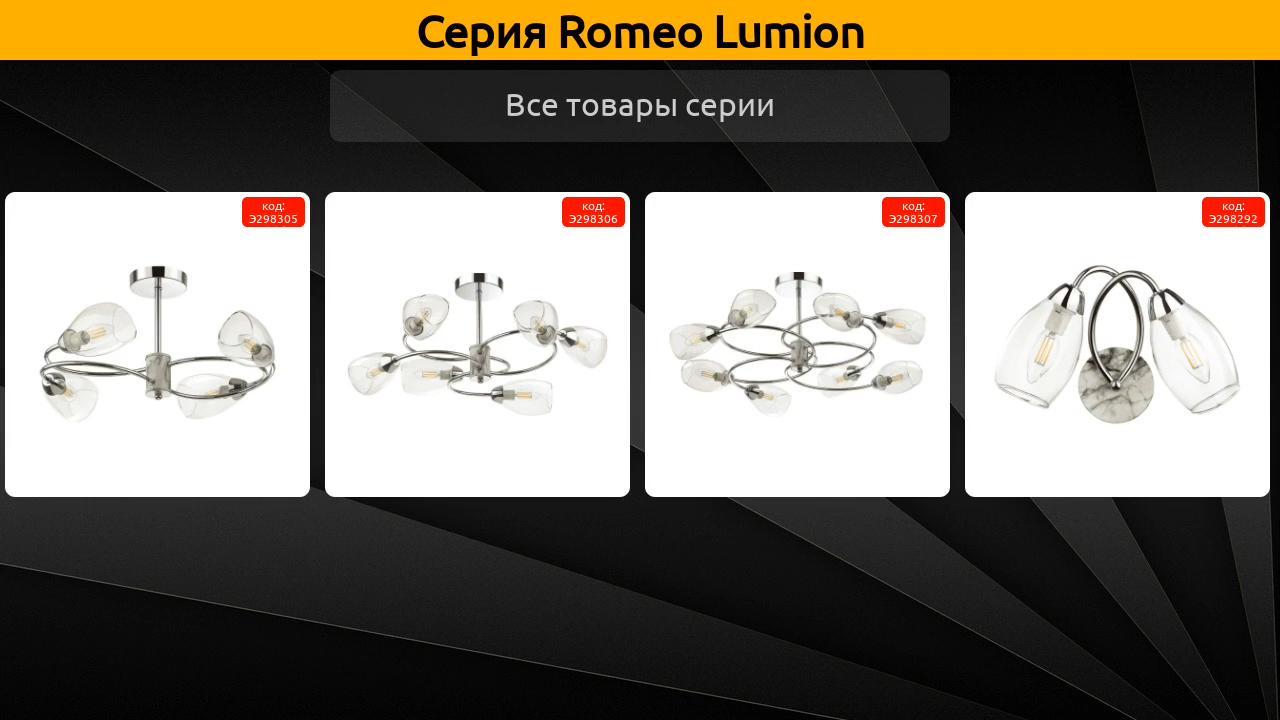 Серия Romeo Lumion
Все товары серии
код:
Э298305
код:
Э298306
код:
Э298307
код:
Э298292